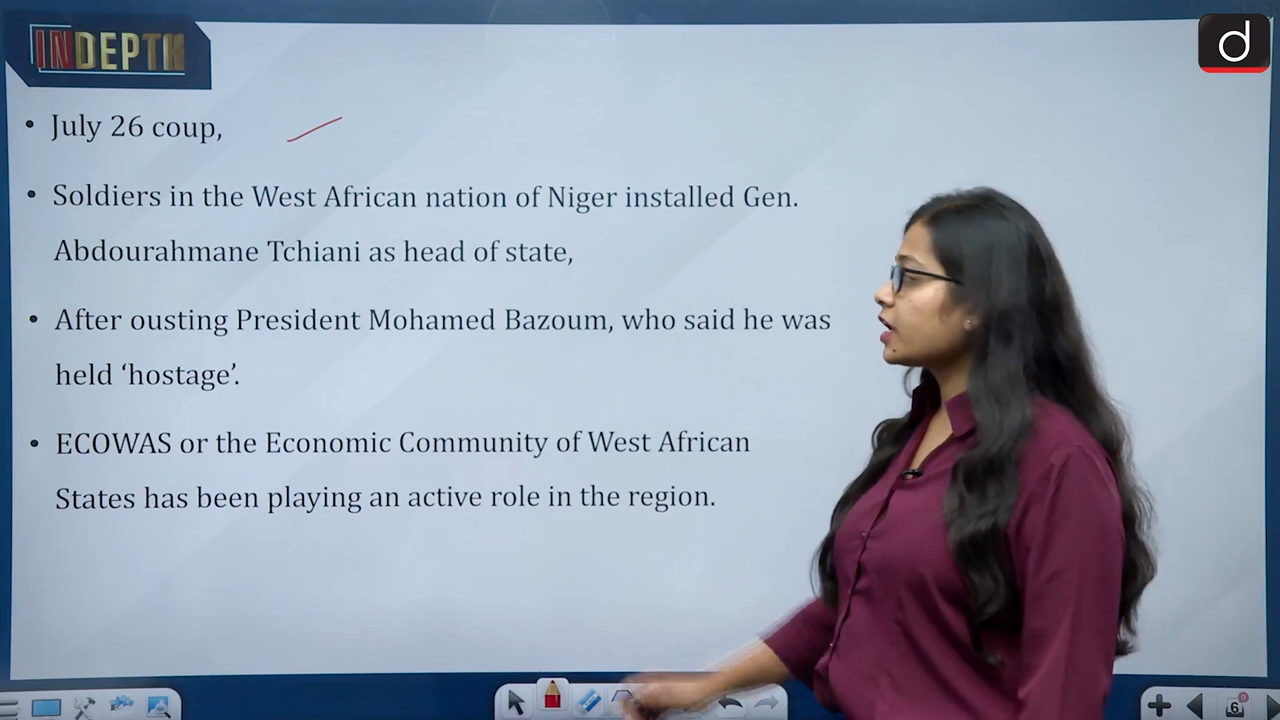 INDEPTH
d
• July 26 coup,
• Soldiers in the West African nation of Niger installed Gen.
Abdourahmane Tchiani as head of state,
• After ousting President Mohamed Bazoum, who said he was
held ‘hostage’.
• ECOWAS or the Economic Community of West African
States has been playing an active role in the region.
6